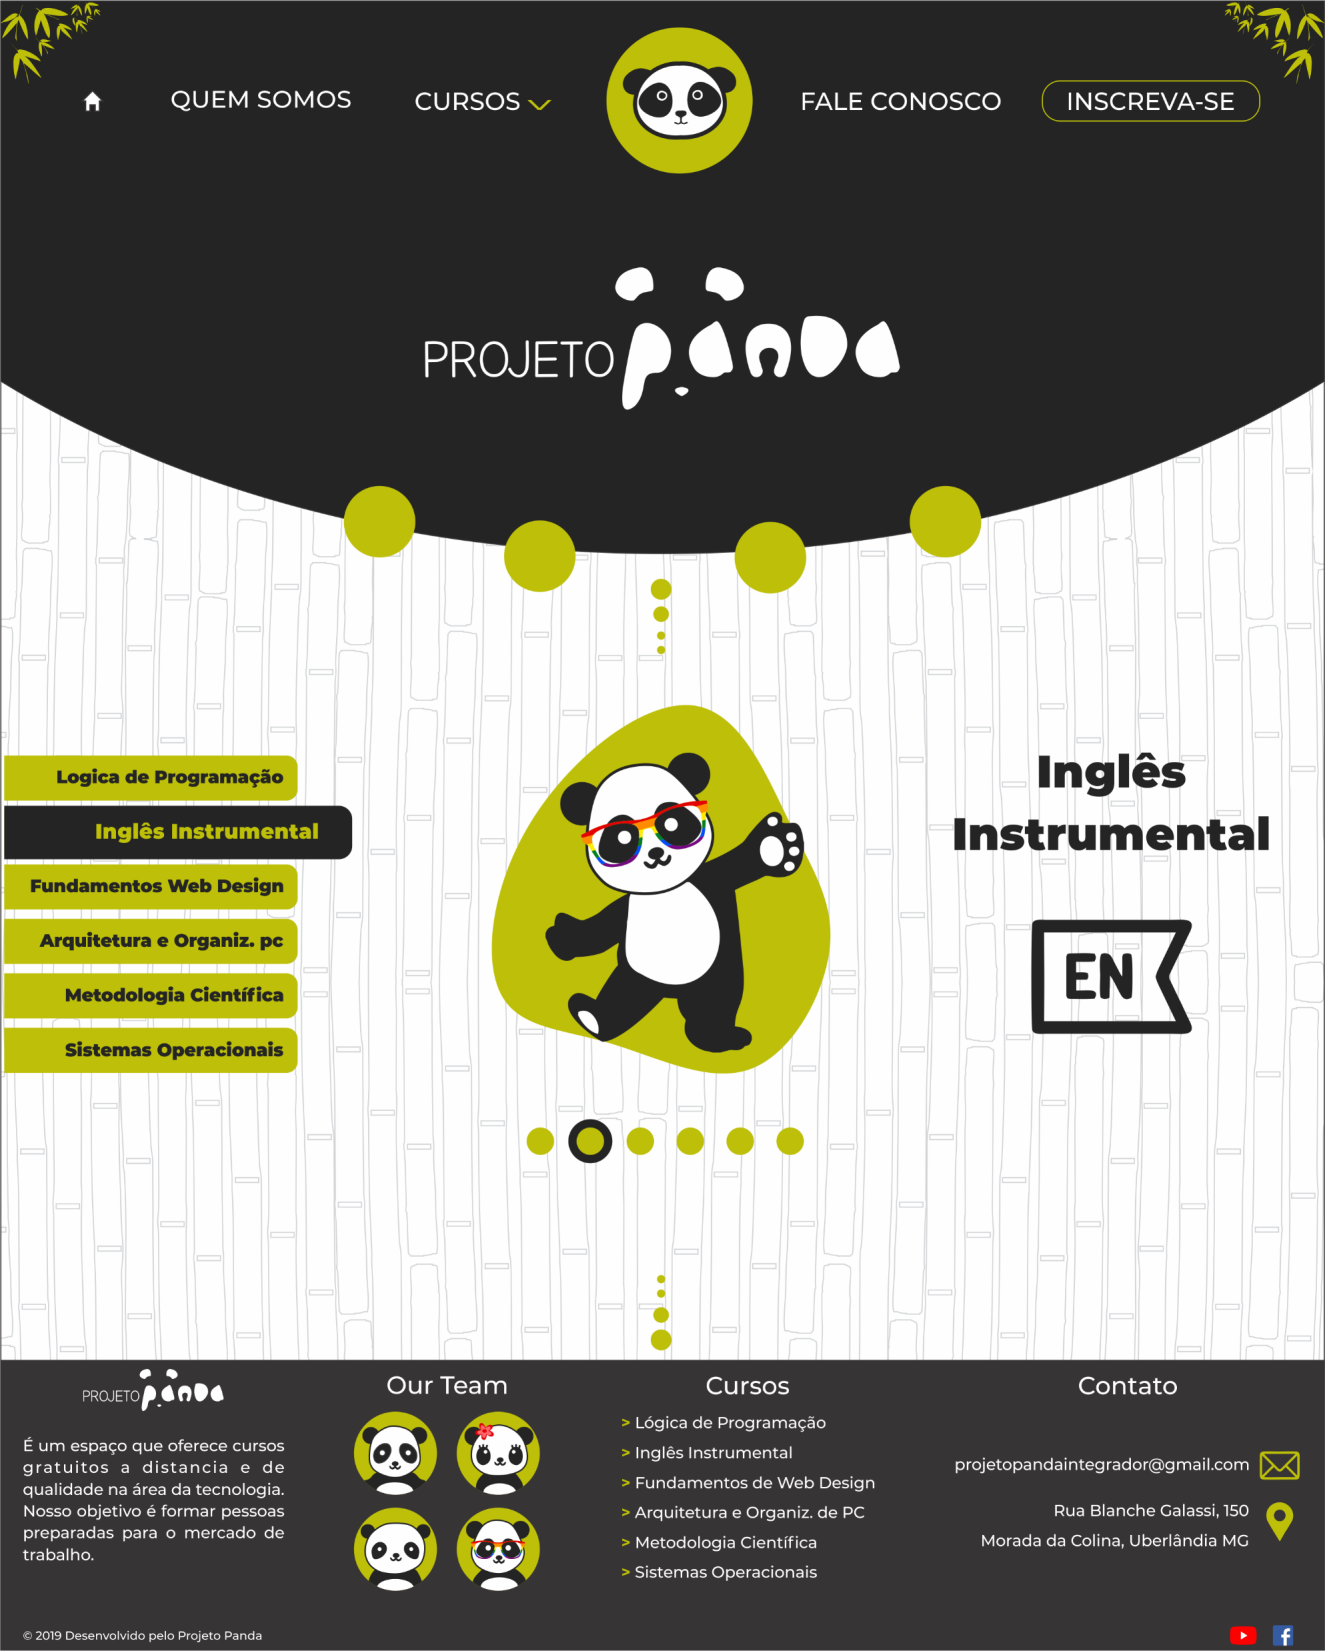 QUEM SOMOS
CURSOS
FALE CONOSCO
INSCREVA-SE
PROJETO panda
Logica de Programação
Inglês Instrumental
Fundamentos Web Design
Arquitetura e Organiz. pc
Metodologia Científica
Sistemas Operacionais
Inglês
Instrumental
EN
PROJETO panda
É um espaço que oferece cursos
gratuitos a distancia e de
qualidade na área da tecnologia.
Nosso objetivo é formar pessoas
preparadas para o mercado de
trabalho.
Our Team
Cursos
> Lógica de Programação
> Inglês Instrumental
> Fundamentos de Web Design
> Arquitetura e Organiz. de PC
> Metodologia Científica
> Sistemas Operacionais
Contato
projetopandaintegrador@gmail.com
Rua Blanche Galassi, 150
Morada da Colina, Uberlândia MG
© 2019 Desenvolvido pelo Projeto Panda